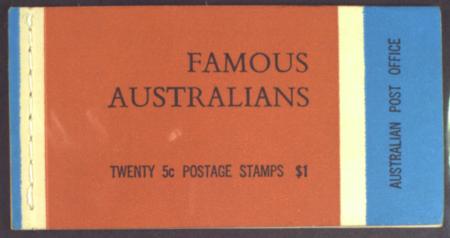 FAMOUS
AUSTRALIANS
TWENTY 5c POSTAGE STAMPS $1
AUSTRALIAN POST OFFICE